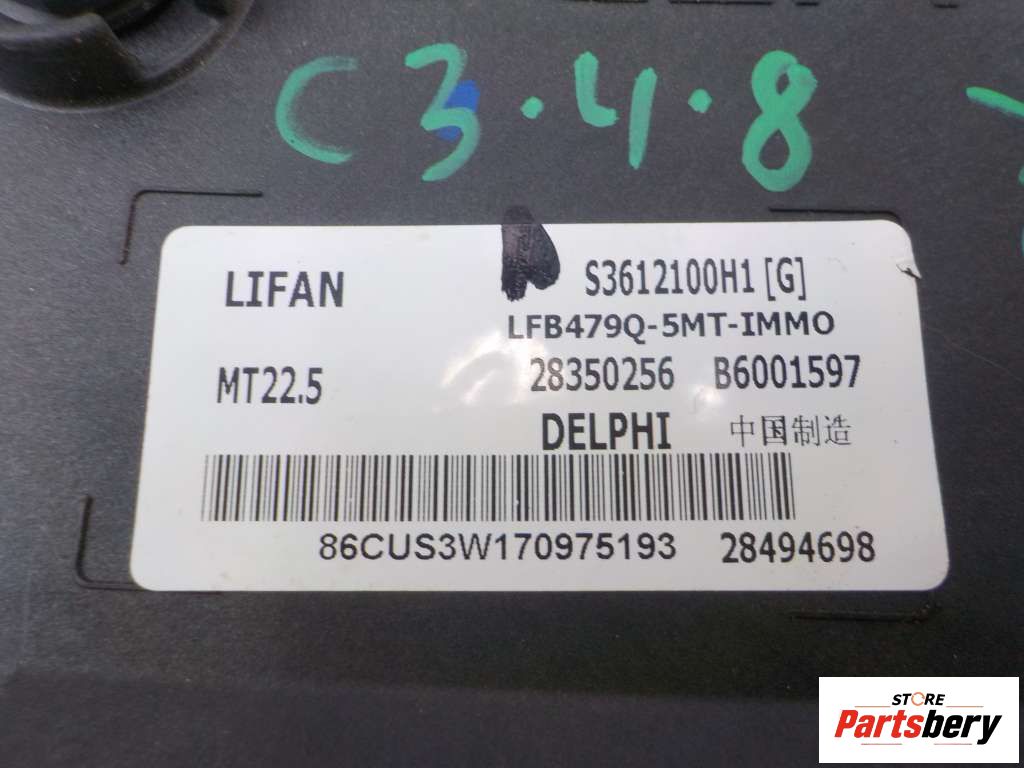 C3.4.8
LIFAN S3612100H1 [G]
LFB479Q-5MT-IMMO
MT22.5 28350256 B6001597
DELPHI 中国制造
86CUS3W170975193 28494698
STORE
Partsbery